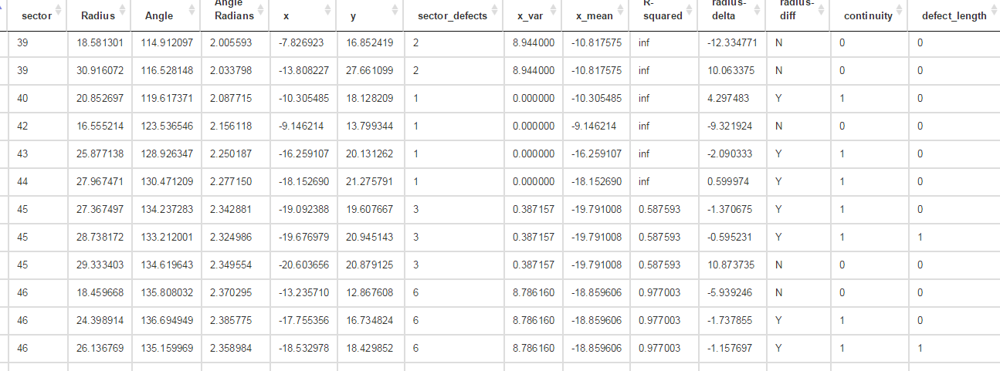 sector Radius Angle Angle Radians x y sector_defects x_var x_mean R-squared radius-delta radius-diff continuity defect_length
39 18.581301 114.912097 2.005593 -7.826923 16.852419 2 8.944000 -10.817575 inf -12.334771 N 0 0
39 30.916072 116.528148 2.033798 -13.808227 27.661099 2 8.944000 -10.817575 inf 10.063375 N 0 0
40 20.852697 119.617371 2.087715 -10.305485 18.128209 1 0.000000 -10.305485 inf 4.297483 Y 1 0
42 16.555214 123.536546 2.156118 -9.146214 13.799344 1 0.000000 -9.146214 inf -9.321924 N 0 0
43 25.877138 128.926347 2.250187 -16.259107 20.131262 1 0.000000 -16.259107 inf -2.090333 Y 1 0
44 27.967471 130.471209 2.277150 -18.152690 21.275791 1 0.000000 -18.152690 inf 0.599974 Y 1 0
45 27.367497 134.237283 2.342881 -19.092388 19.607667 3 0.387157 -19.791008 0.587593 -1.370675 Y 1 0
45 28.738172 133.212001 2.324986 -19.676979 20.945143 3 0.387157 -19.791008 0.587593 -0.595231 Y 1 1
45 29.333403 134.619643 2.349554 -20.603656 20.879125 3 0.387157 -19.791008 0.587593 10.873735 N 0 0
46 18.459668 135.808032 2.370295 -13.235710 12.867608 6 8.786160 -18.859606 0.977003 -5.939246 N 0 0
46 24.398914 136.694949 2.385775 -17.755356 16.734824 6 8.786160 -18.859606 0.977003 -1.737855 Y 1 0
46 26.136769 135.159969 2.358984 -18.532978 18.429852 6 8.786160 -18.859606 0.977003 -1.157697 Y 1 1